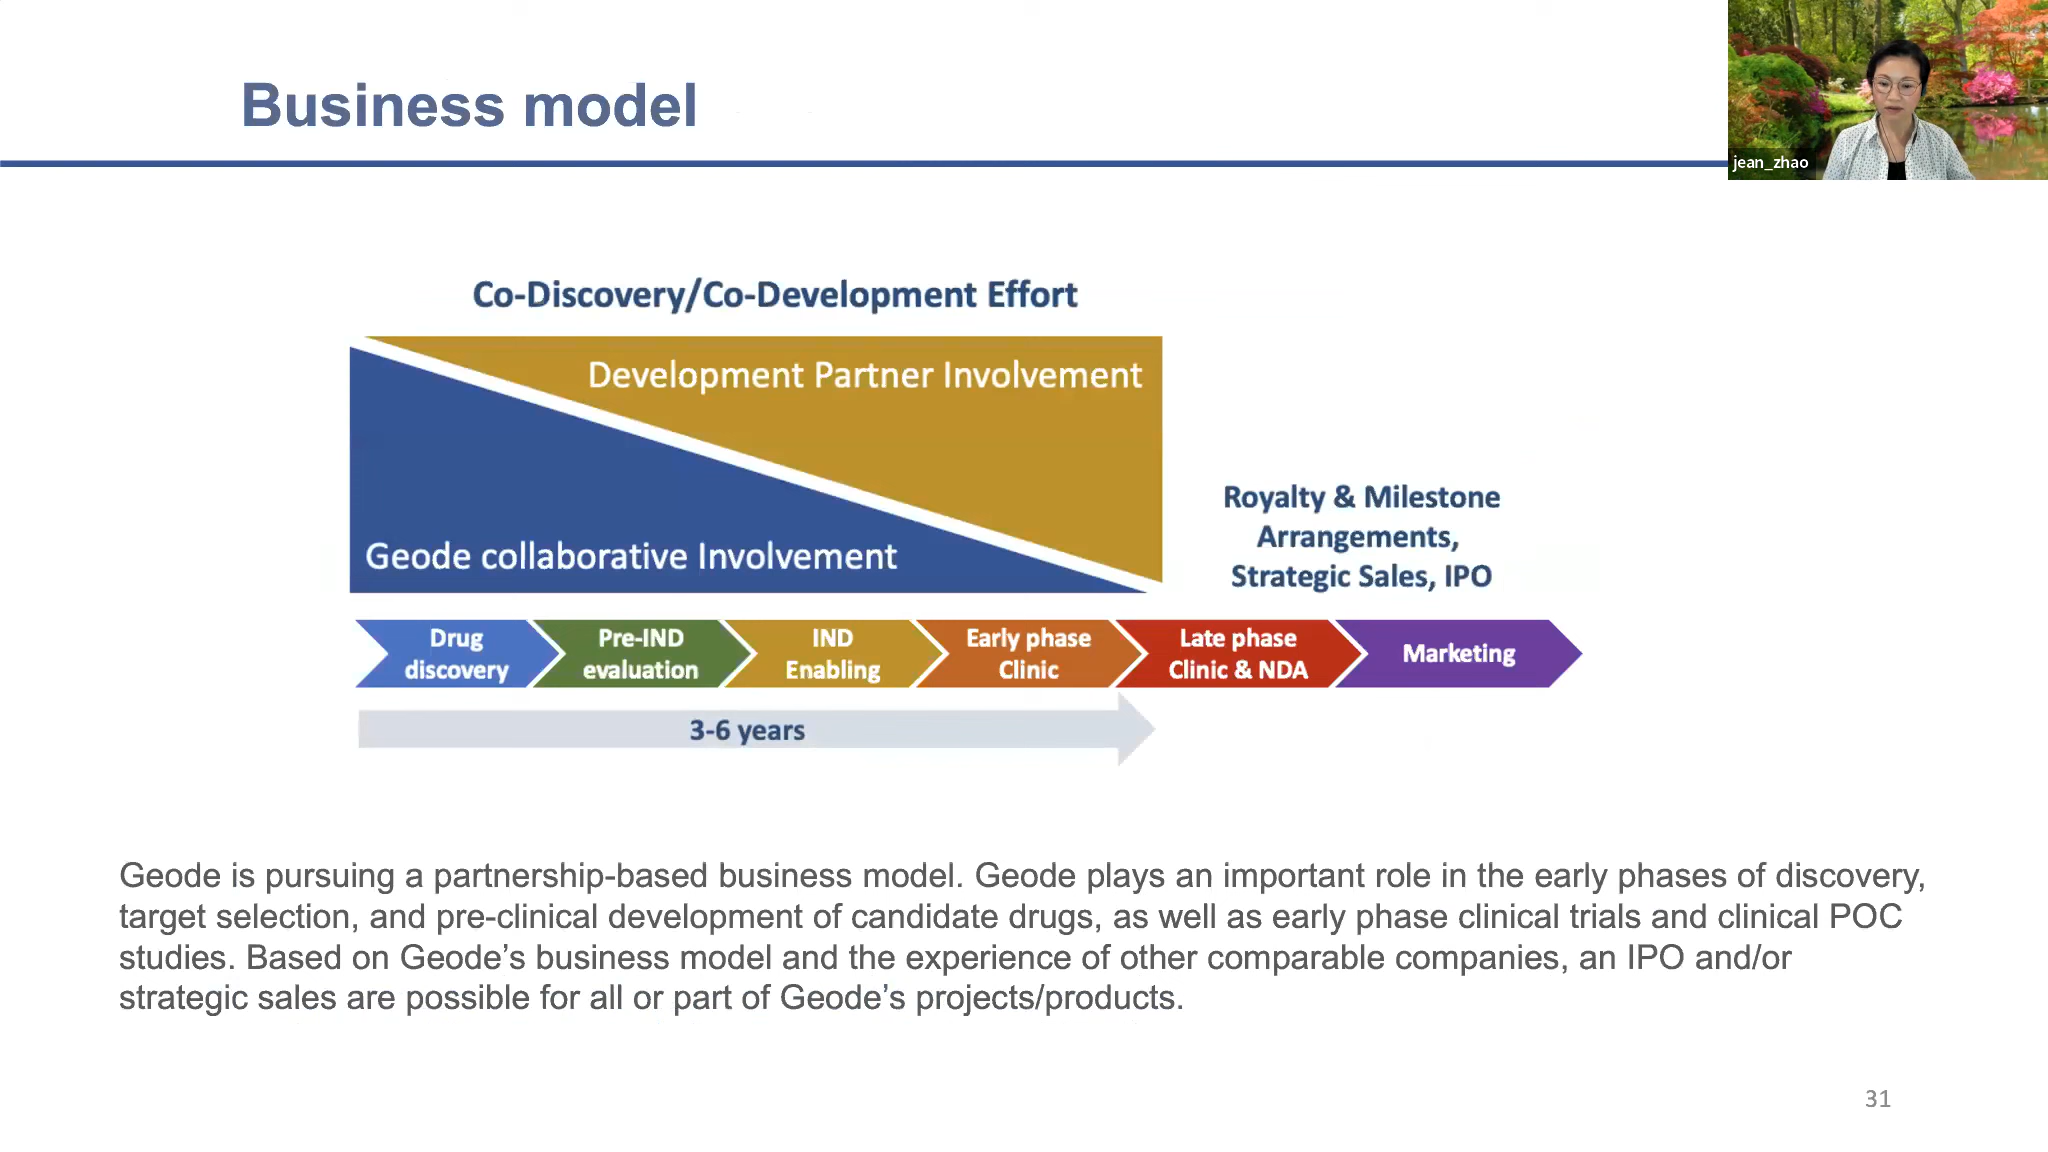 Business model
jean_zhao
Co-Discovery/Co-Development Effort
Development Partner Involvement
Geode collaborative Involvement
Royalty & Milestone
Arrangements,
Strategic Sales, IPO
Drug
discovery
Pre-IND
evaluation
IND
Enabling
Early phase
Clinic
Late phase
Clinic & NDA
Marketing
3-6 years
Geode is pursuing a partnership-based business model. Geode plays an important role in the early phases of discovery,
target selection, and pre-clinical development of candidate drugs, as well as early phase clinical trials and clinical POC
studies. Based on Geode’s business model and the experience of other comparable companies, an IPO and/or
strategic sales are possible for all or part of Geode’s projects/products.
31